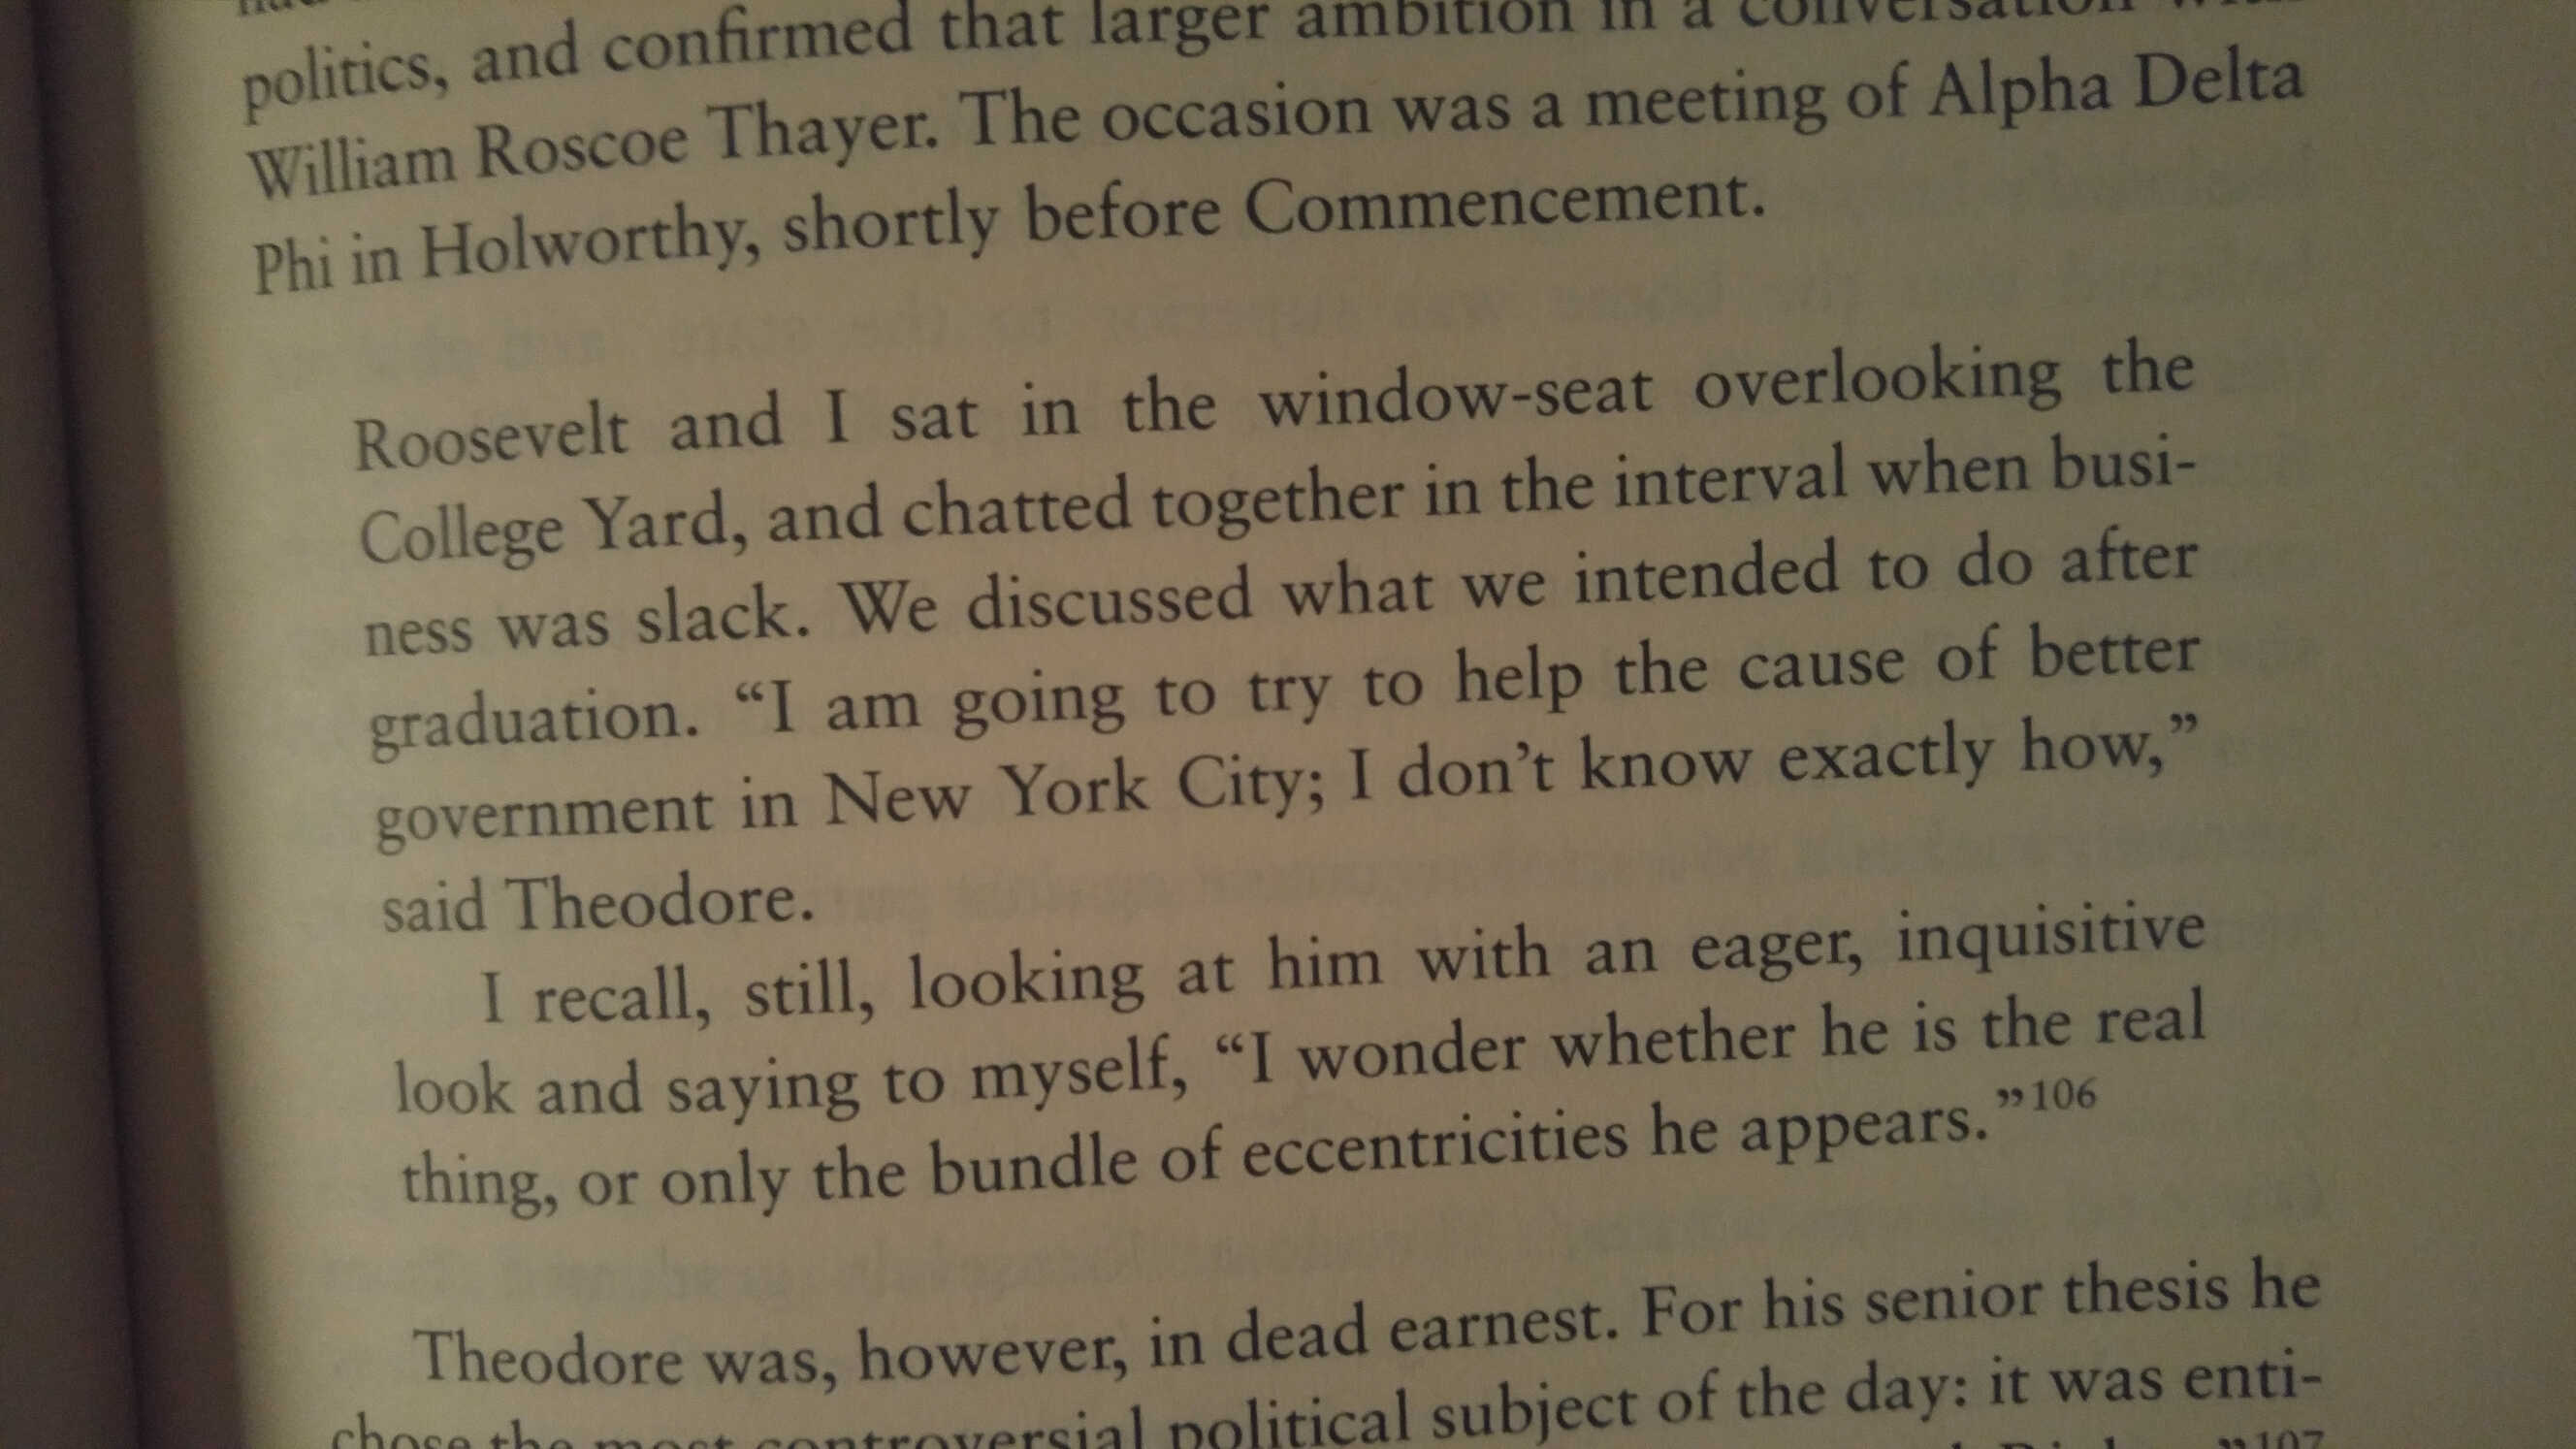 politics, and confirmed that larger ambition in a conversation with
William Roscoe Thayer. The occasion was a meeting of Alpha Delta
Phi in Holworthy, shortly before Commencement.
Roosevelt and I sat in the window-seat overlooking the
College Yard, and chatted together in the interval when busi-
ness was slack. We discussed what we intended to do after
graduation. “I am going to try to help the cause of better
government in New York City; I don’t know exactly how,”
said Theodore.
I recall, still, looking at him with an eager, inquisitive
look and saying to myself, “I wonder whether he is the real
thing, or only the bundle of eccentricities he appears.”106
Theodore was, however, in dead earnest. For his senior thesis he
chose the most controversial political subject of the day: it was enti-
”107